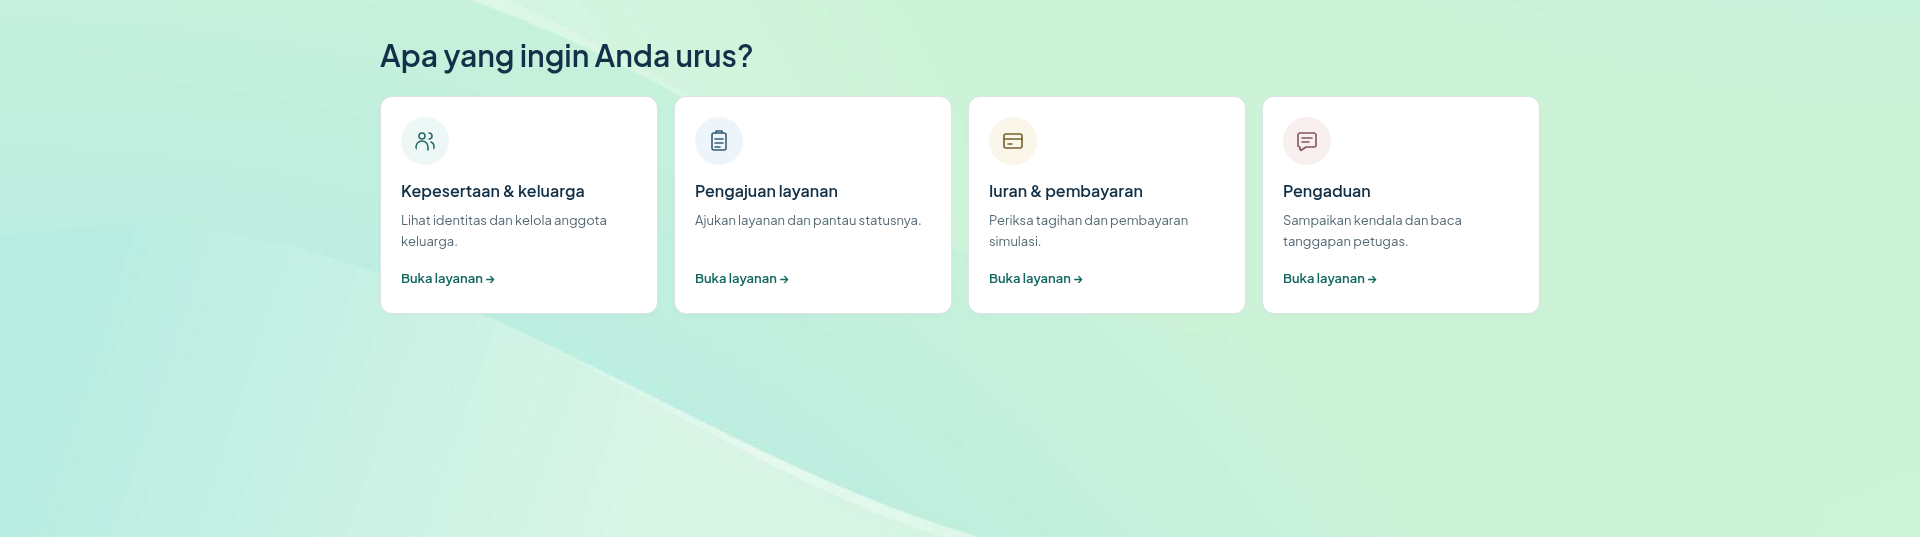 Apa yang ingin Anda urus?
Kepesertaan & keluarga
Lihat identitas dan kelola anggota
keluarga.
Buka layanan →
Pengajuan layanan
Ajukan layanan dan pantau statusnya.
Buka layanan →
Iuran & pembayaran
Periksa tagihan dan pembayaran
simulasi.
Buka layanan →
Pengaduan
Sampaikan kendala dan baca
tanggapan petugas.
Buka layanan →